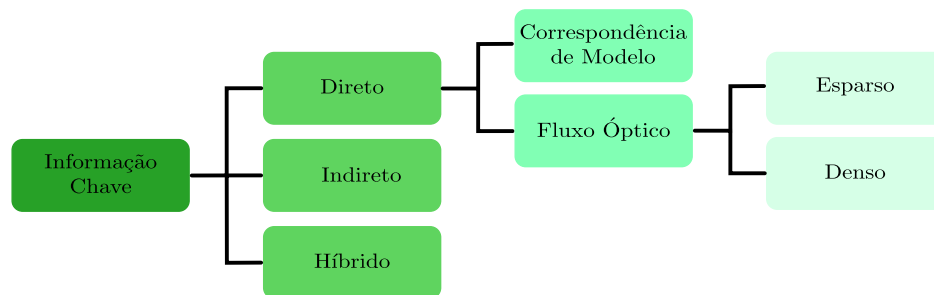 Informação
Chave
Direto
Indireto
Híbrido
Correspondência
de Modelo
Fluxo Óptico
Esparso
Denso